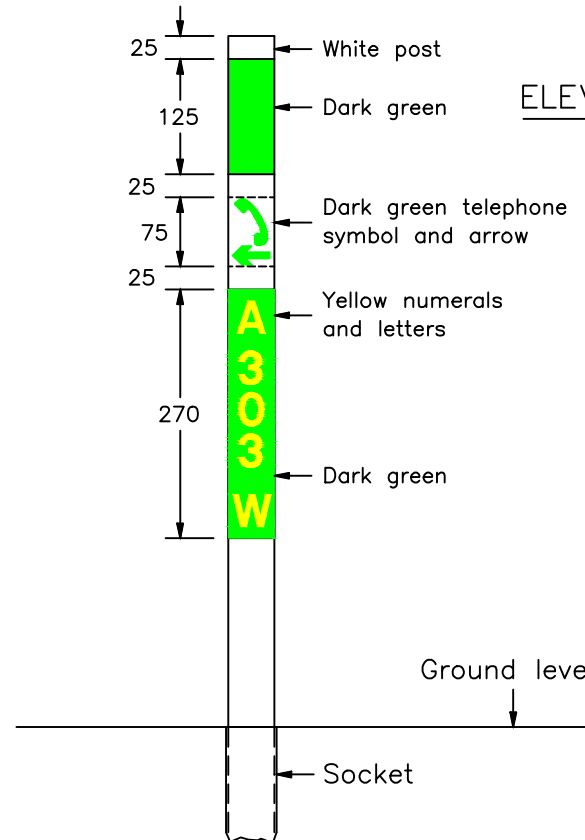 25
White post
ELEV
125
Dark green
25
75
Dark green telephone
symbol and arrow
25
Yellow numerals
and letters
A
3
0
3
W
270
Dark green
Ground leve
Socket